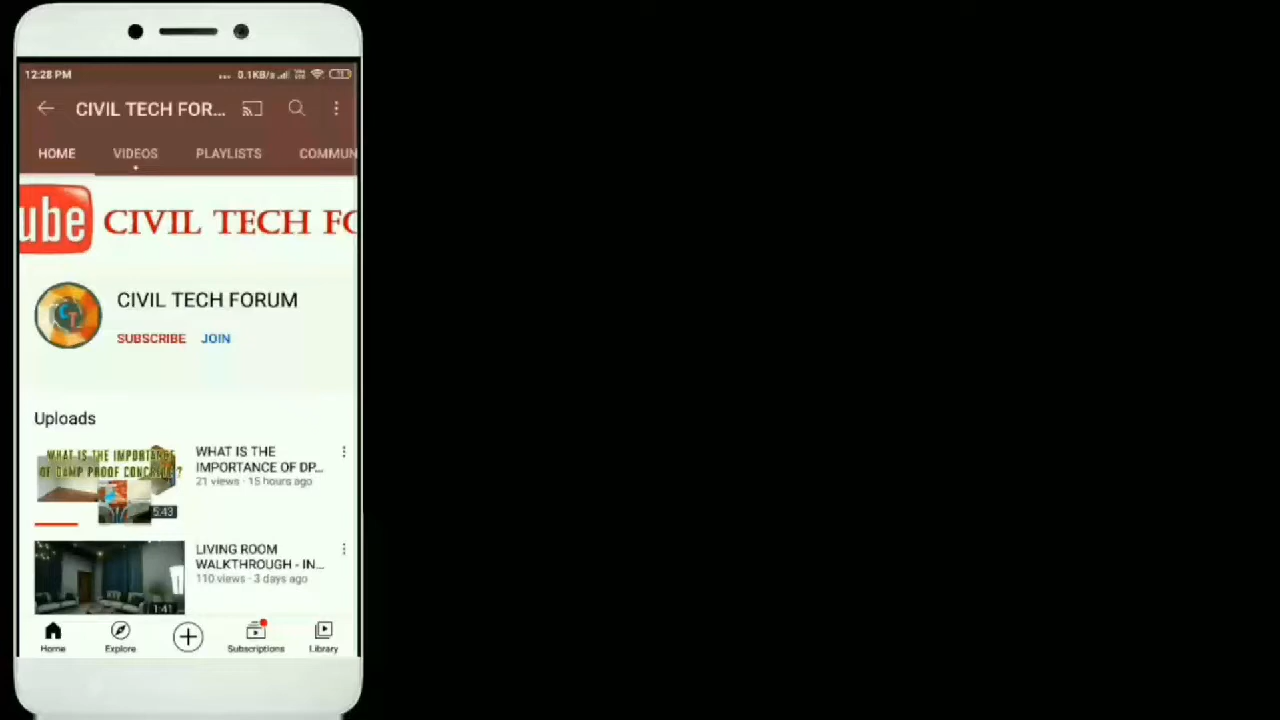 12:28 PM
... 0.1KB/s
CIVIL TECH FOR...
HOME VIDEOS PLAYLISTS COMMUN
ube CIVIL TECH FO
CIVIL TECH FORUM
SUBSCRIBE JOIN
Uploads
WHAT IS THE IMPORTANCE
OF DAMP PROOF CONCRETE?
5:43
WHAT IS THE
IMPORTANCE OF DP...
21 views · 15 hours ago
1:41
LIVING ROOM
WALKTHROUGH - IN...
110 views · 3 days ago
Home Explore Subscriptions Library